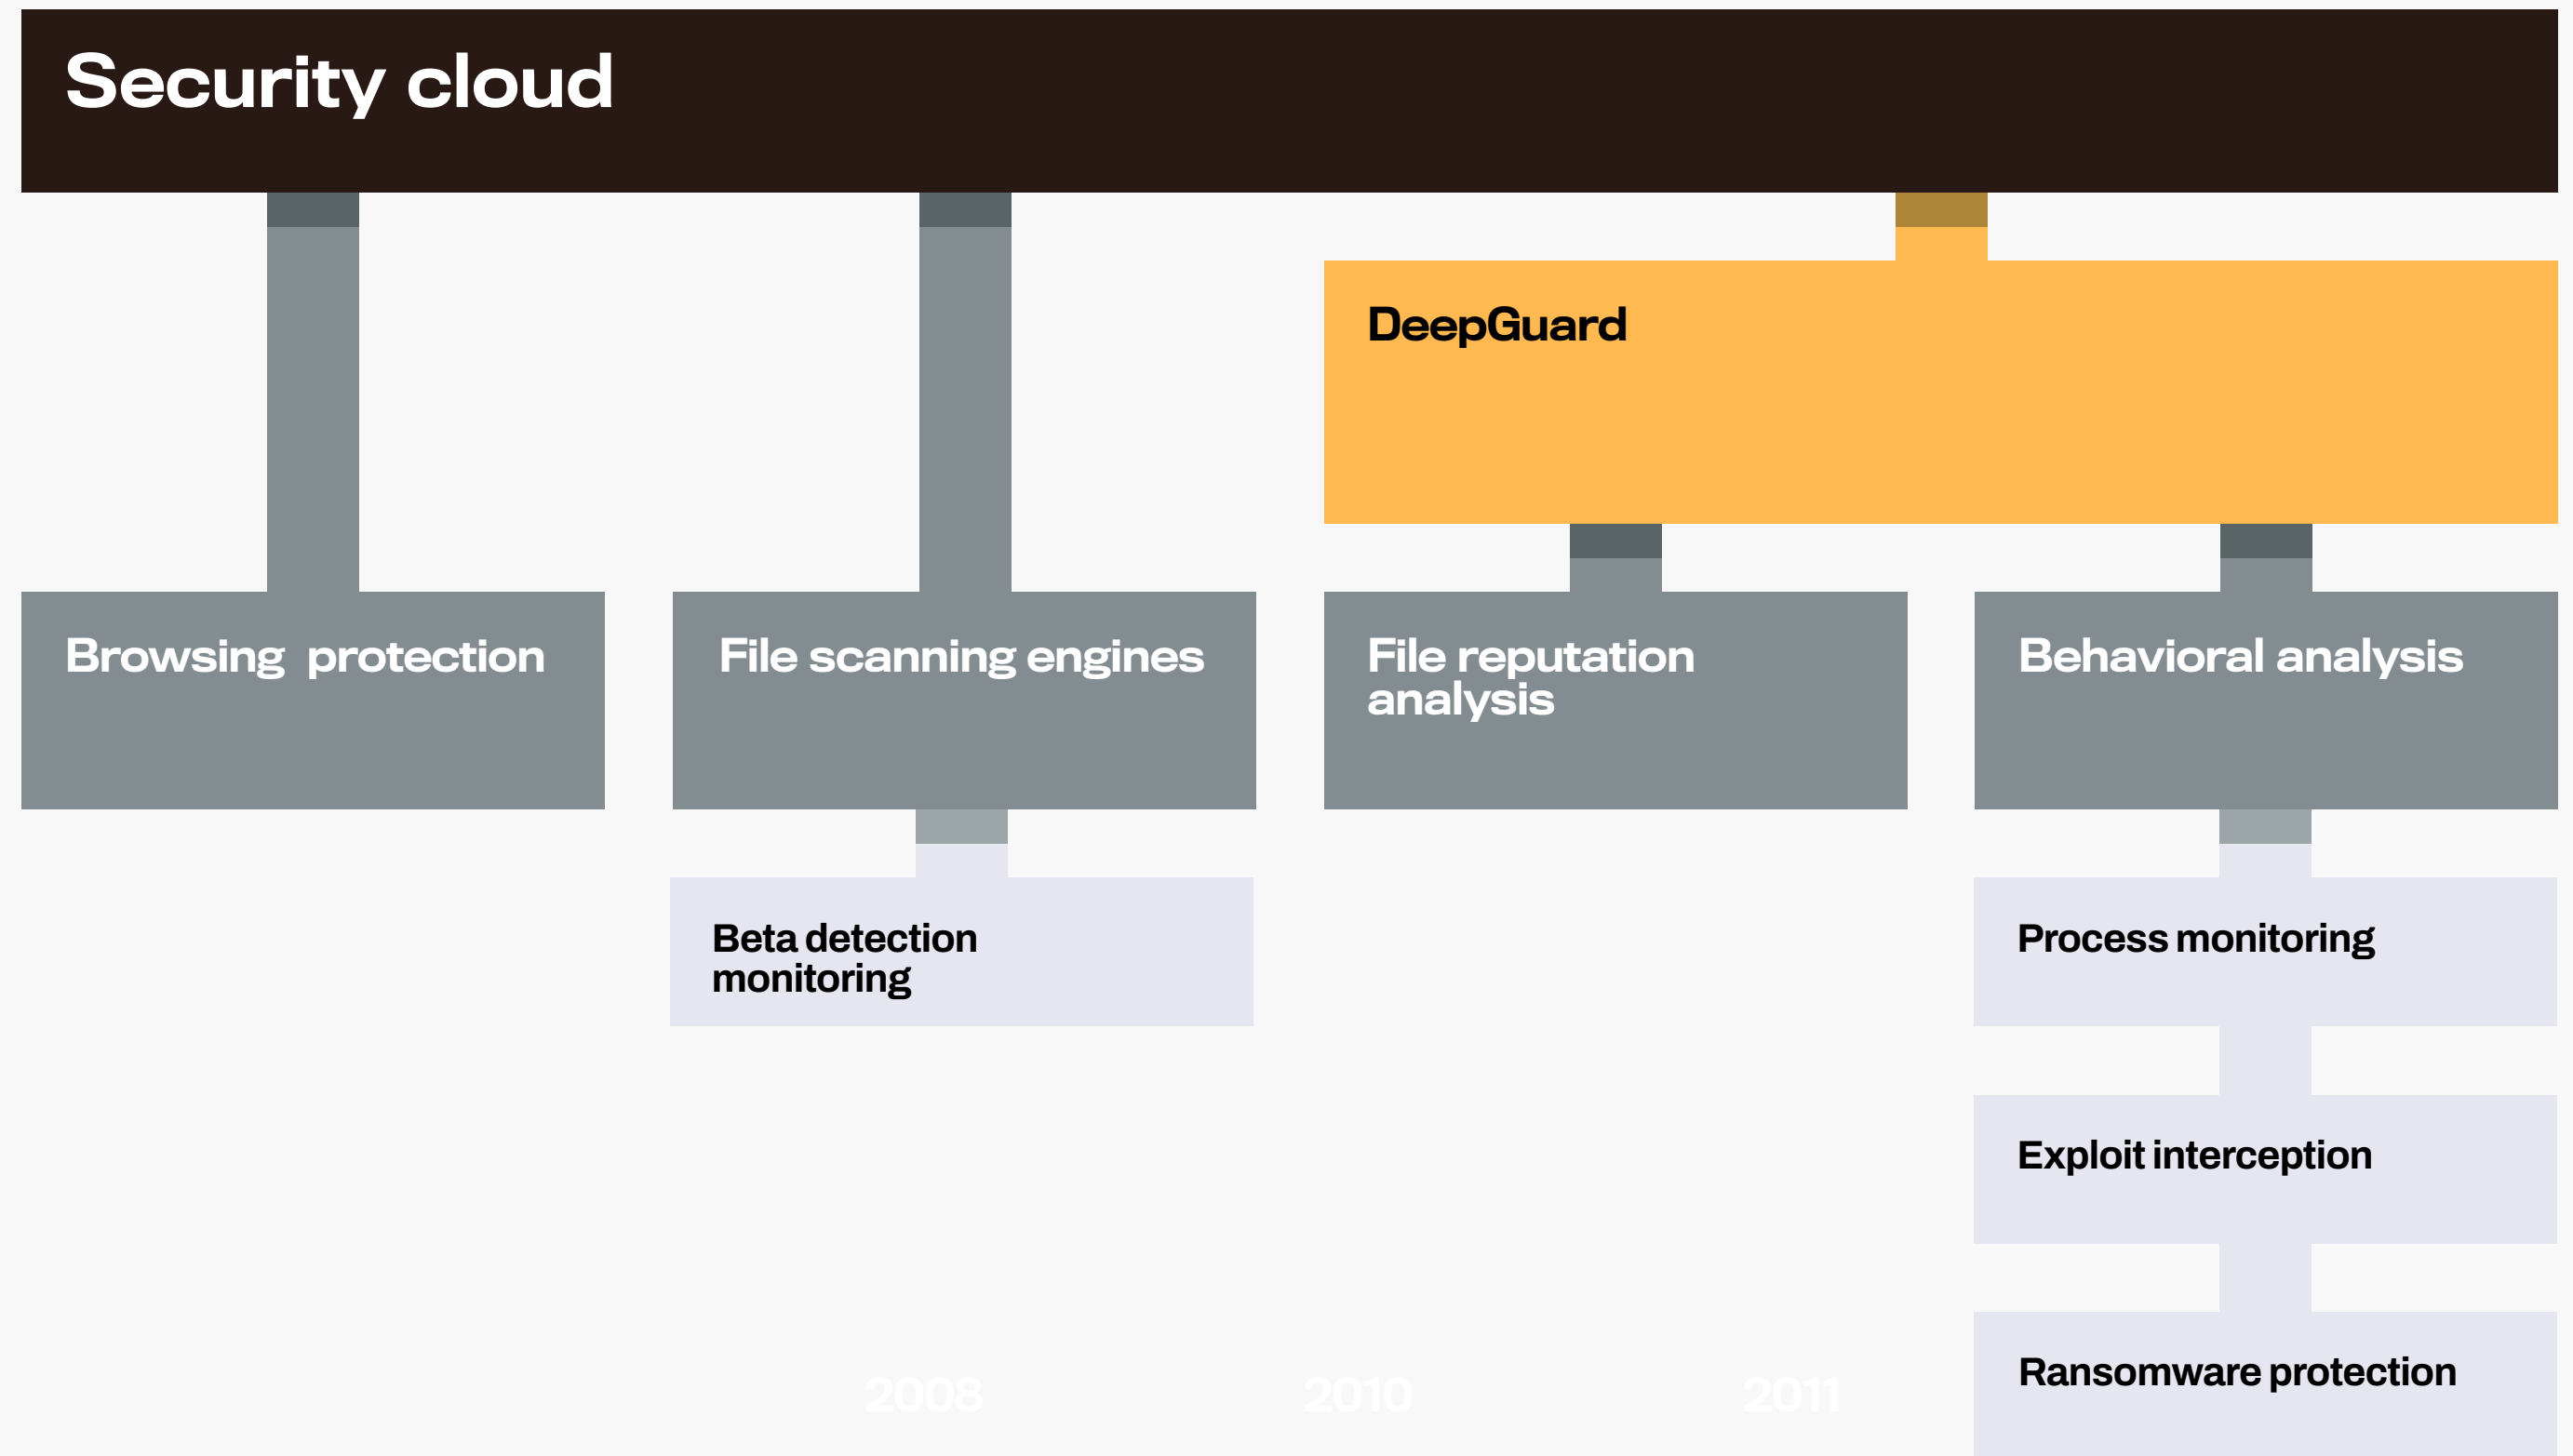 Security cloud
DeepGuard
Browsing protection
File scanning engines
File reputation
analysis
Behavioral analysis
Beta detection
monitoring
Process monitoring
Exploit interception
Ransomware protection
2008
2010
2011